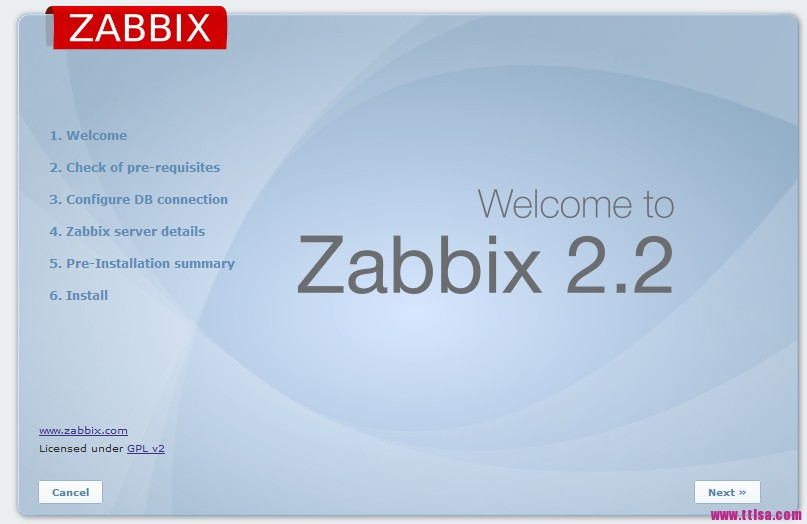 ZABBIX
1. Welcome
2. Check of pre-requisites
3. Configure DB connection
4. Zabbix server details
5. Pre-Installation summary
6. Install
Welcome to
Zabbix 2.2
www.zabbix.com
Licensed under GPL v2
Cancel
Next »
www.ttlsa.com